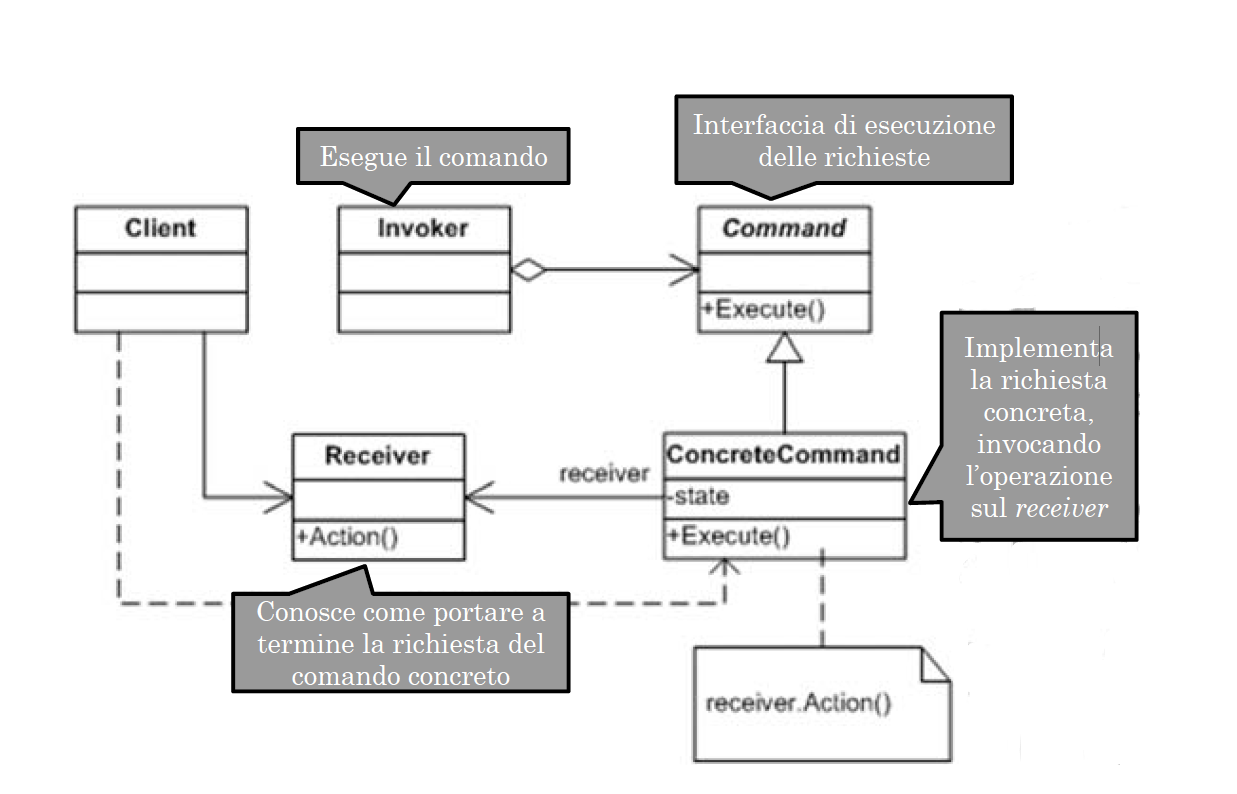 Interfaccia di esecuzione
delle richieste
Esegue il comando
Client
Invoker
Command
+Execute()
Implementa
la richiesta
concreta,
invocando
l'operazione
sul receiver
Receiver
+Action()
receiver
ConcreteCommand
-state
+Execute()
Conosce come portare a
termine la richiesta del
comando concreto
receiver.Action()